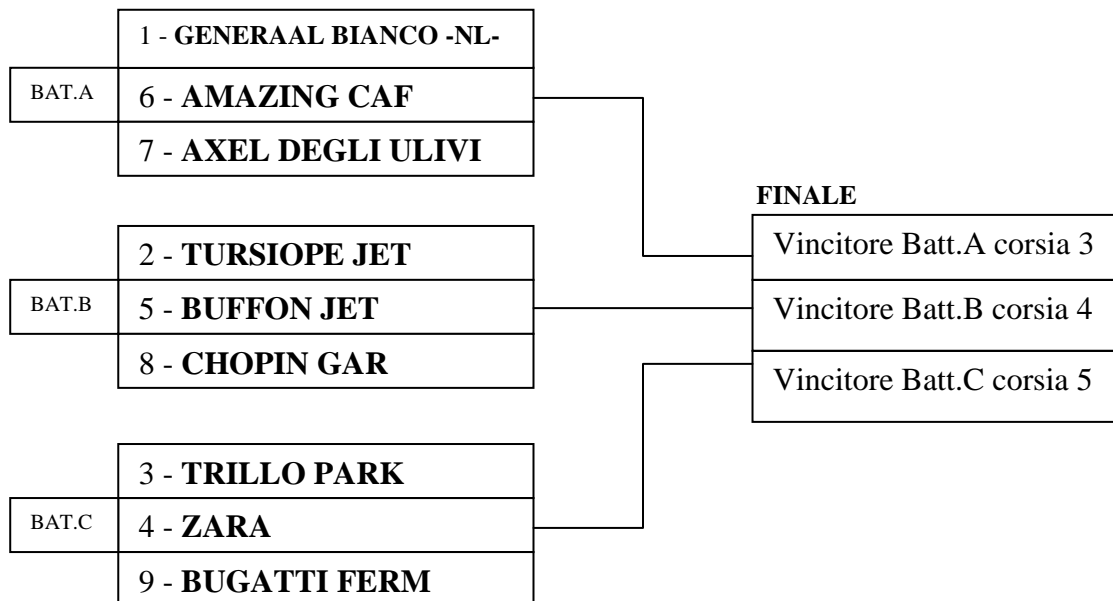 1 - GENERAAL BIANCO -NL-
BAT.A
6 - AMAZING CAF
7 - AXEL DEGLI ULIVI
2 - TURSIOPE JET
BAT.B
5 - BUFFON JET
8 - CHOPIN GAR
3 - TRILLO PARK
BAT.C
4 - ZARA
9 - BUGATTI FERM
FINALE
Vincitore Batt.A corsia 3
Vincitore Batt.B corsia 4
Vincitore Batt.C corsia 5